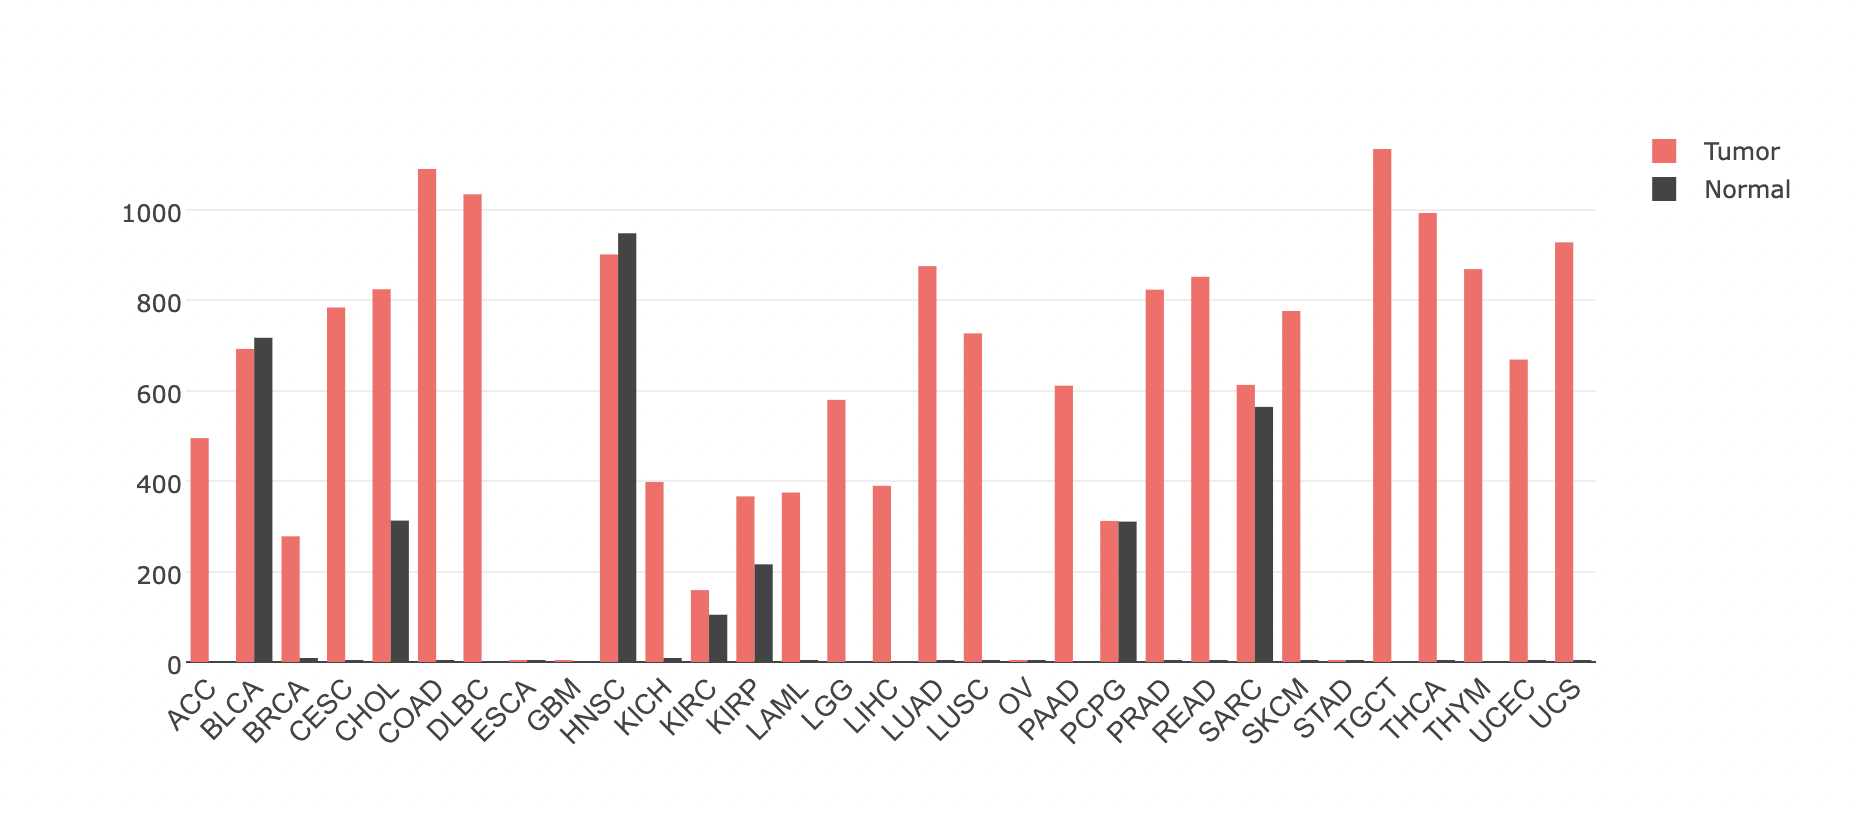 Tumor
Normal
1000
800
600
400
200
0
ACC
BLCA
BRCA
CESC
CHOL
COAD
DLBC
ESCA
GBM
HNSC
KICH
KIRC
KIRP
LAML
LGG
LIHC
LUAD
LUSC
OV
PAAD
PCPG
PRAD
READ
SARC
SKCM
STAD
TGCT
THCA
THYM
UCEC
UCS